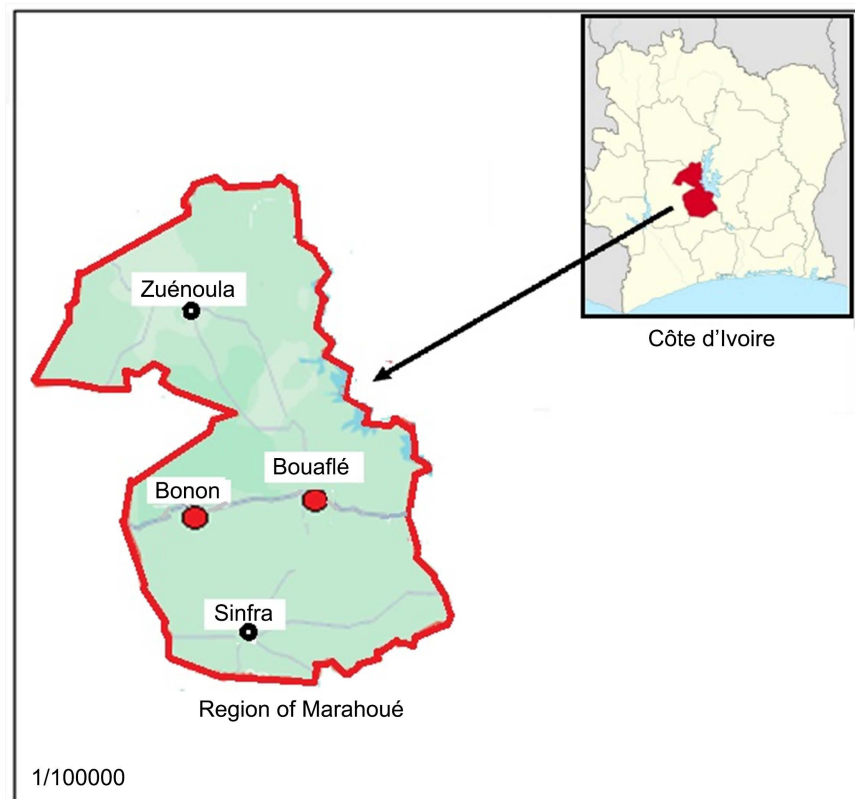 Côte d’Ivoire
Zuénoula
Bouaflé
Bonon
Sinfra
Region of Marahoué
1/100000